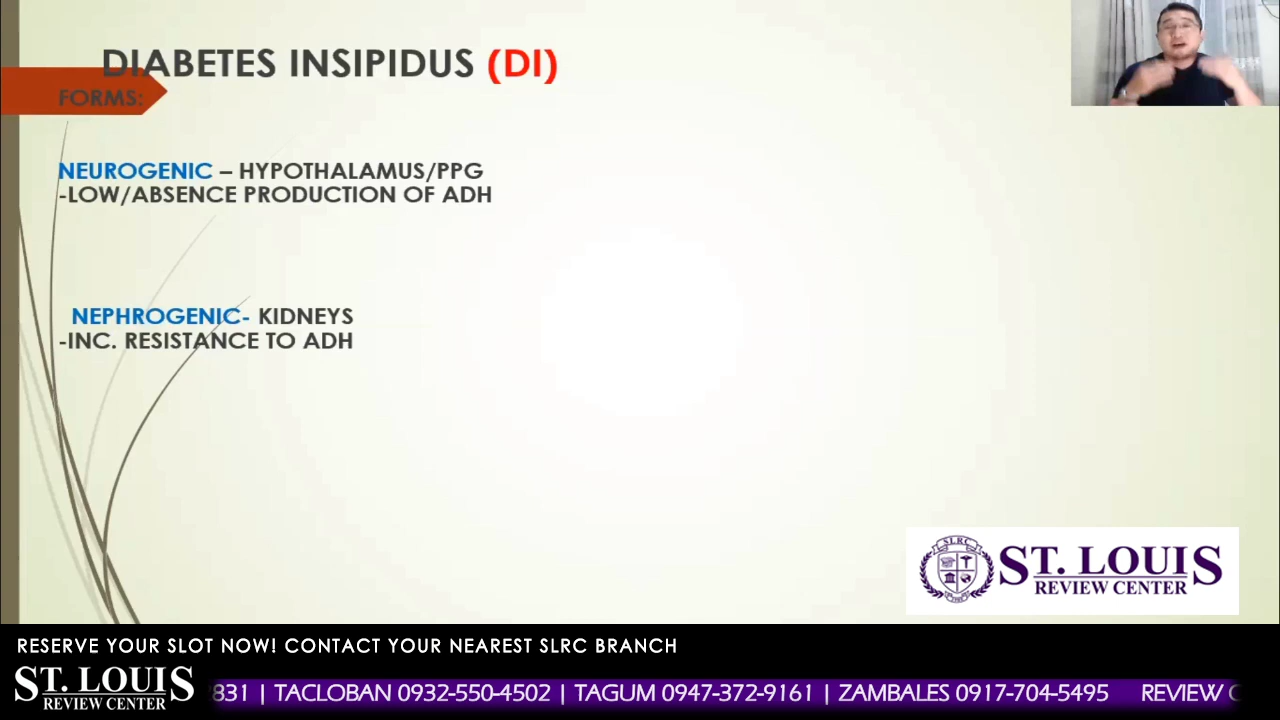 DIABETES INSIPIDUS (DI)
FORMS:
NEUROGENIC – HYPOTHALAMUS/PPG
-LOW/ABSENCE PRODUCTION OF ADH
NEPHROGENIC- KIDNEYS
-INC. RESISTANCE TO ADH
SLRC
ST. LOUIS
REVIEW CENTER
RESERVE YOUR SLOT NOW! CONTACT YOUR NEAREST SLRC BRANCH
ST. LOUIS
REVIEW CENTER
831 | TACLOBAN 0932-550-4502 | TAGUM 0947-372-9161 | ZAMBALES 0917-704-5495 REVIEW C